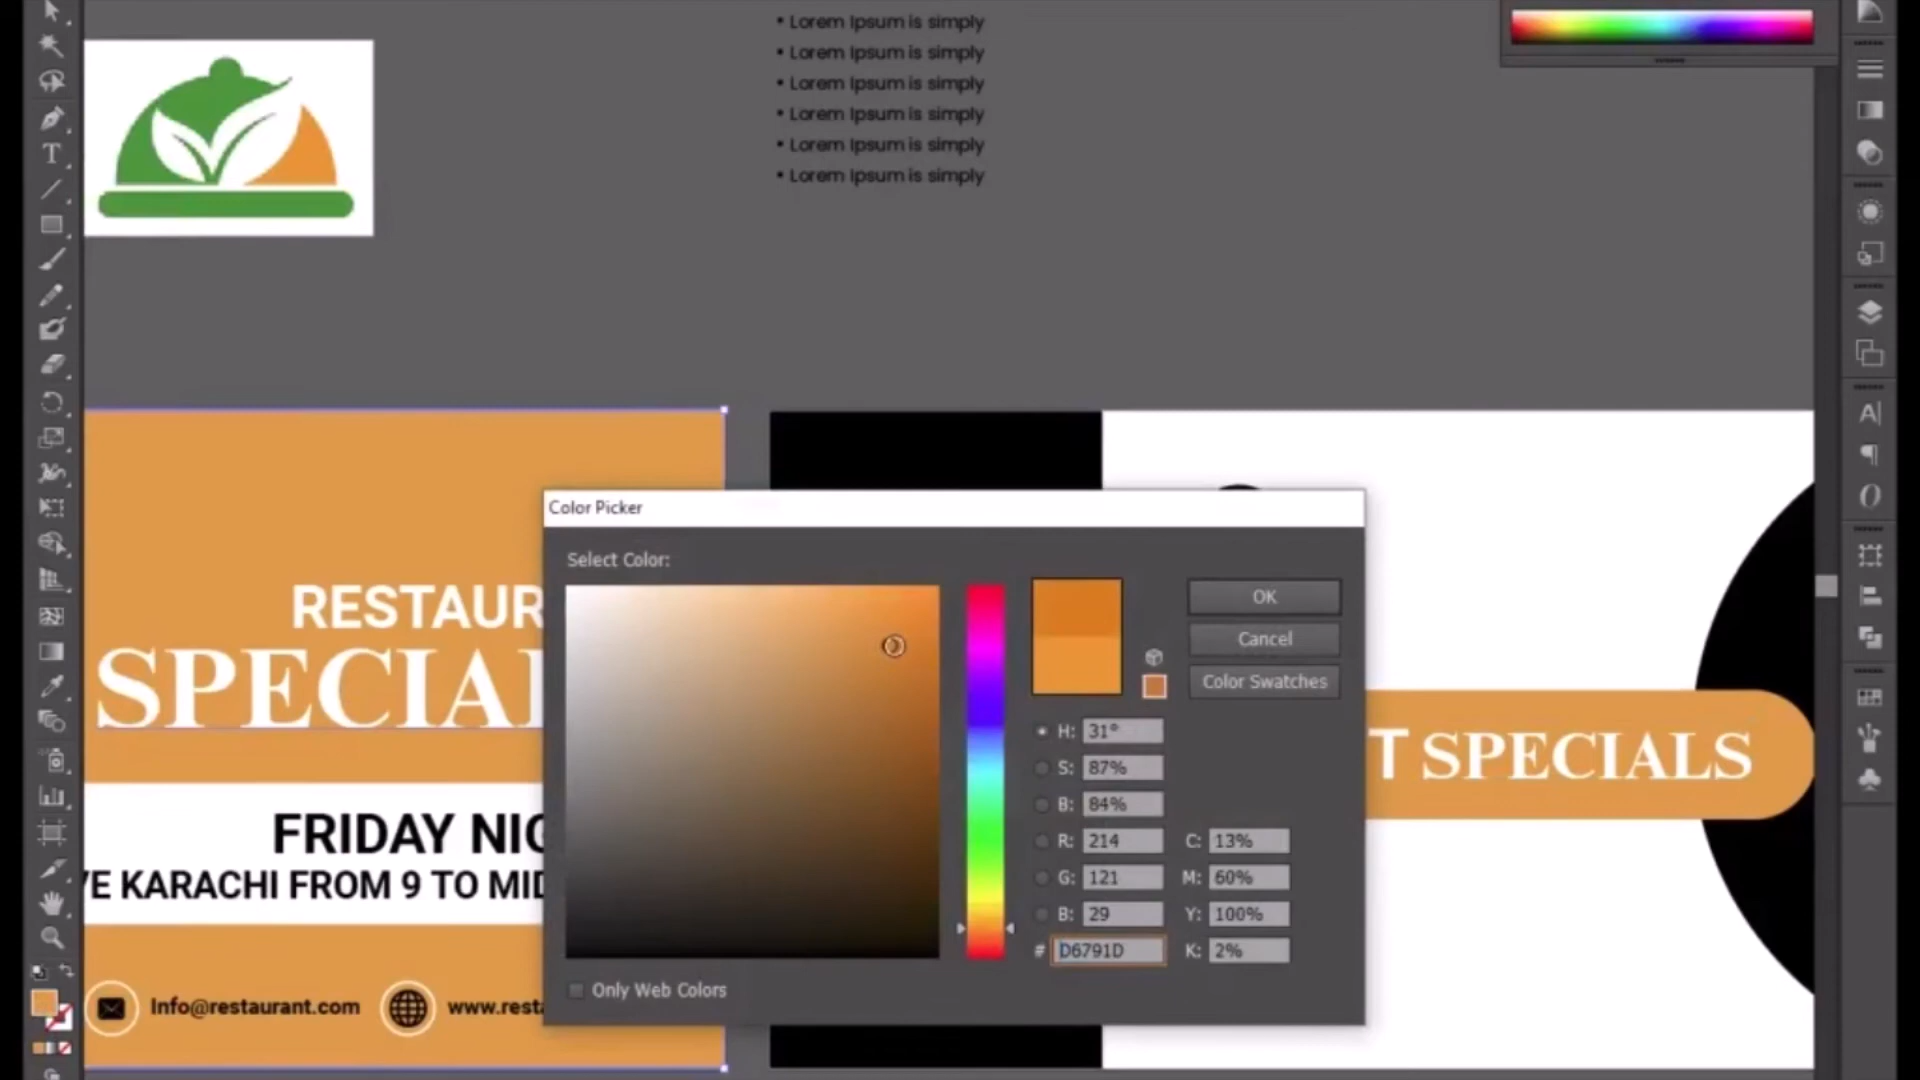 • Lorem Ipsum is simply
• Lorem Ipsum is simply
• Lorem Ipsum is simply
• Lorem Ipsum is simply
• Lorem Ipsum is simply
• Lorem Ipsum is simply
RESTAUR
SPECIAL
FRIDAY NIG
VE KARACHI FROM 9 TO MID
Info@restaurant.com
www.resta
T SPECIALS
Color Picker
Select Color:
OK
Cancel
Color Swatches
H: 31°
S: 87%
B: 84%
R: 214 C: 13%
G: 121 M: 60%
B: 29 Y: 100%
# D6791D K: 2%
Only Web Colors